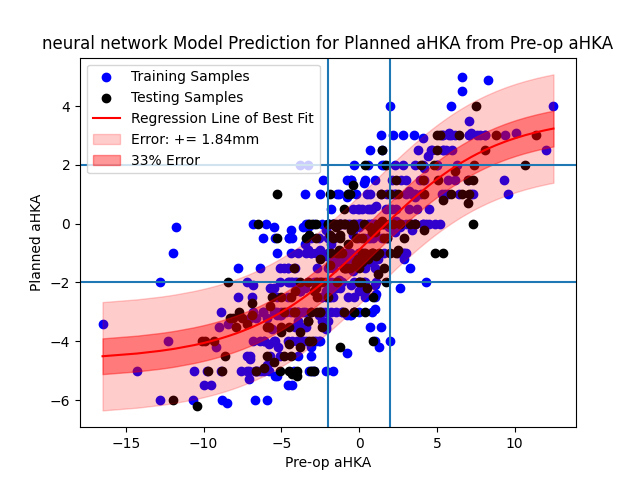 neural network Model Prediction for Planned aHKA from Pre-op aHKA
Training Samples
Testing Samples
Regression Line of Best Fit
Error: += 1.84mm
33% Error
Planned aHKA
4
2
0
−2
−4
−6
−15
−10
−5
0
5
10
Pre-op aHKA